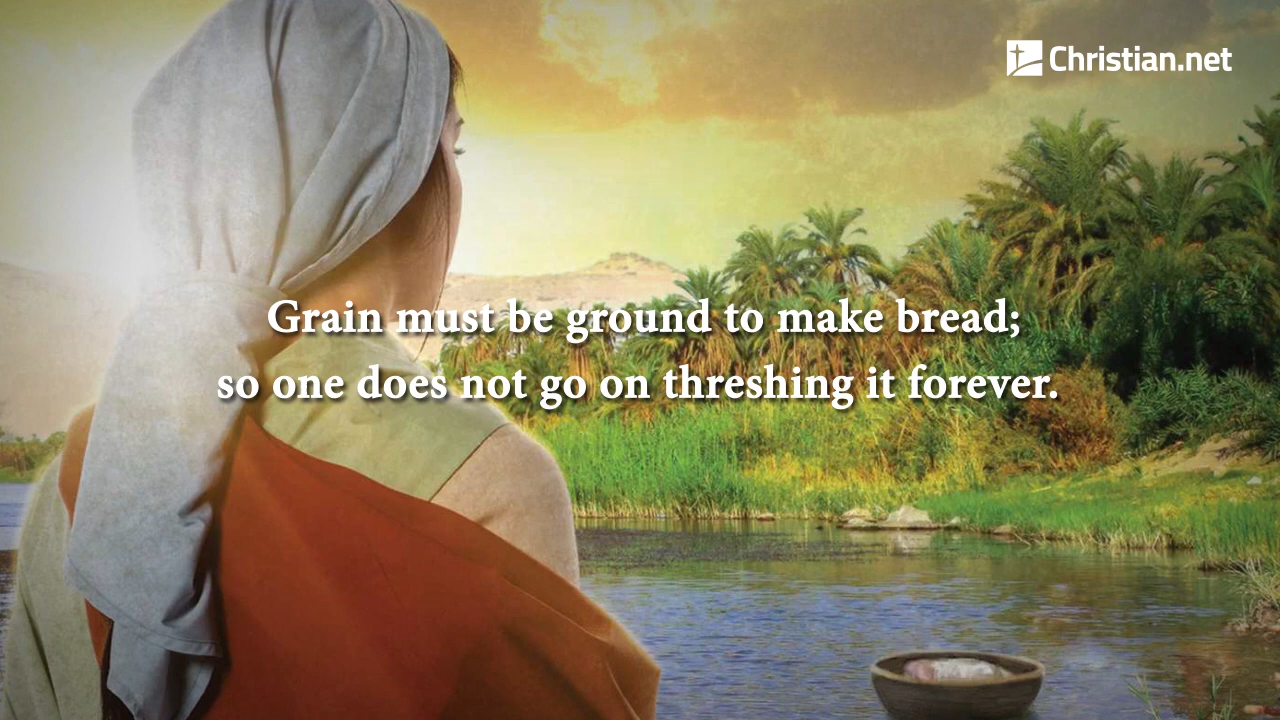 Christian.net
Grain must be ground to make bread;
so one does not go on threshing it forever.